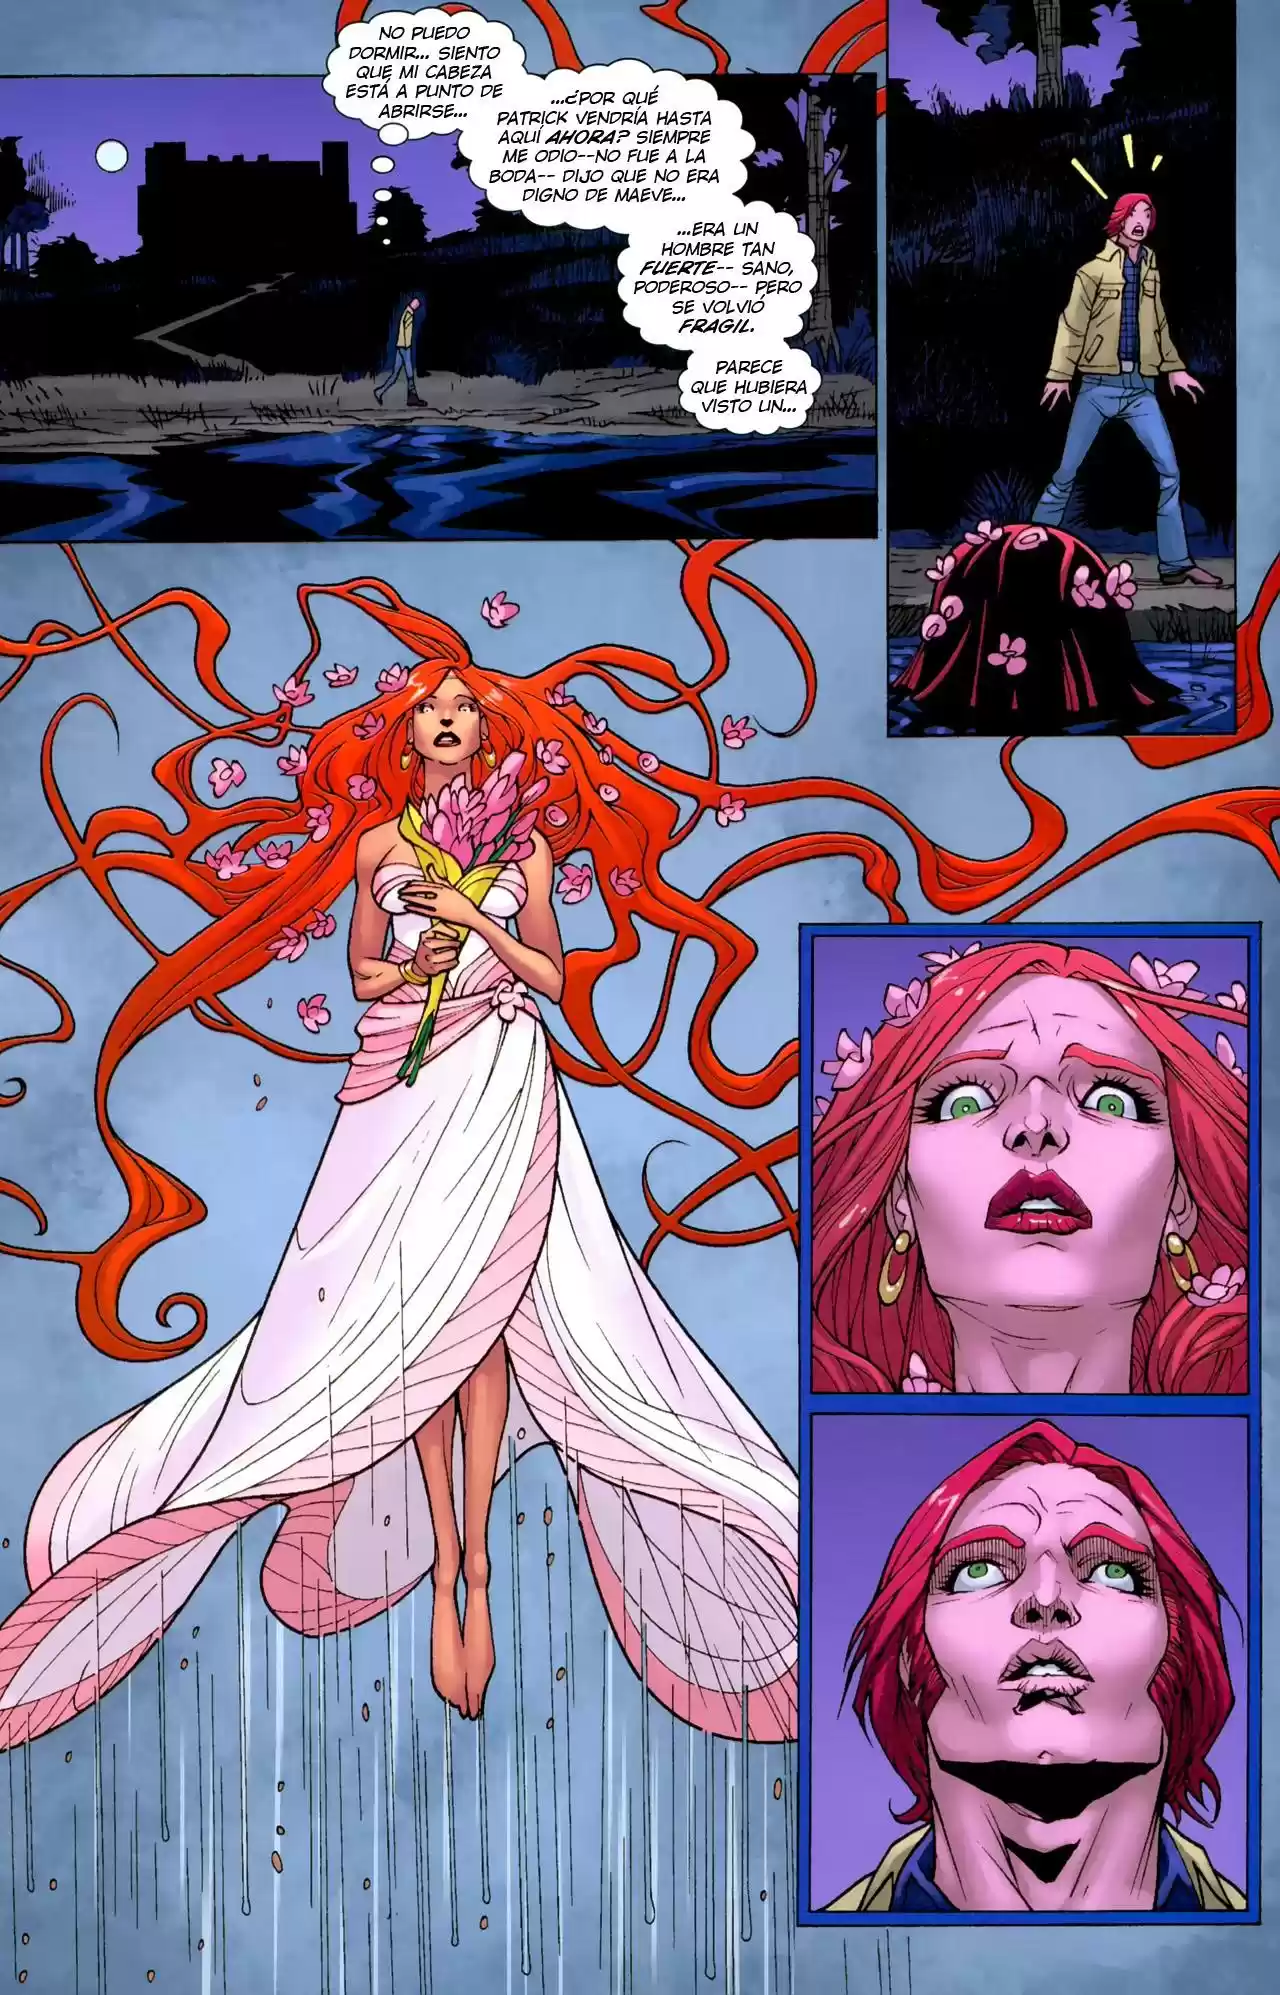 NO PUEDO
DORMIR... SIENTO
QUE MI CABEZA
ESTÁ A PUNTO DE
ABRIRSE...
...¿POR QUÉ
PATRICK VENDRÍA HASTA
AQUÍ AHORA? SIEMPRE
ME ODIO--NO FUE A LA
BODA-- DIJO QUE NO ERA
DIGNO DE MAEVE...
...ERA UN
HOMBRE TAN
FUERTE-- SANO,
PODEROSO-- PERO
SE VOLVIÓ
FRAGIL.
PARECE
QUE HUBIERA
VISTO UN...